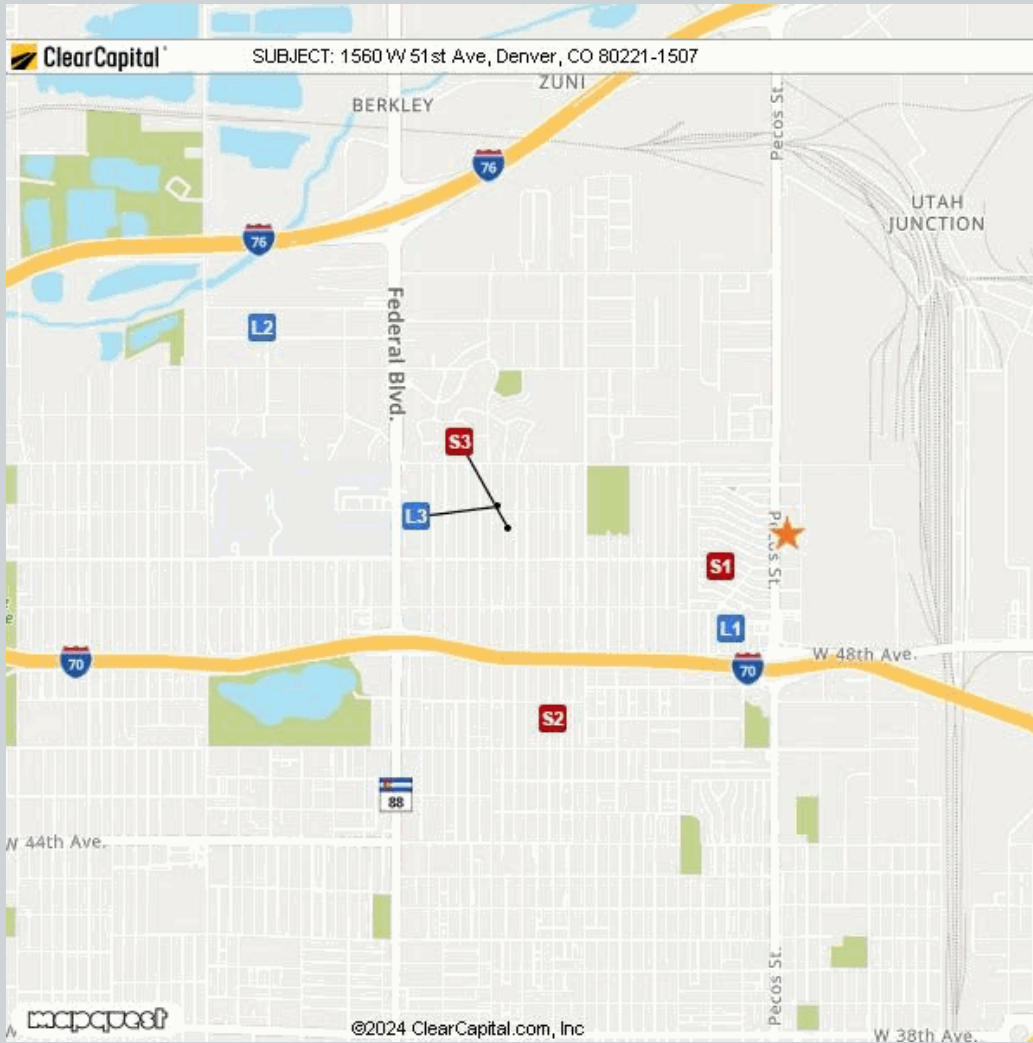 ClearCapital
SUBJECT: 1560 W 51st Ave, Denver, CO 80221-1507
ZUNI
BERKLEY
Pecos St.
76
UTAH
JUNCTION
76
Federal Blvd.
L2
S3
L3
Pecos St.
S1
L1
W 48th Ave.
70
70
S2
88
W 44th Ave.
Pecos St.
mapquest
©2024 ClearCapital.com, Inc
W 38th Ave.